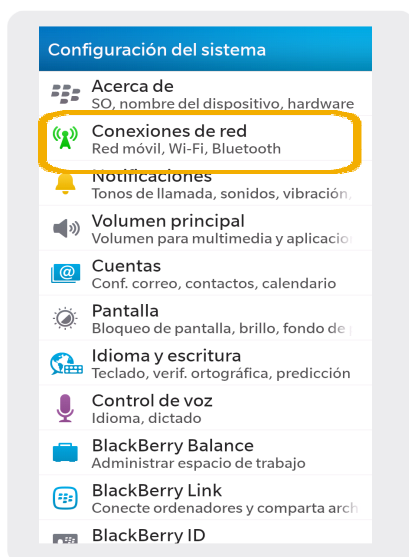 Configuración del sistema
Acerca de
SO, nombre del dispositivo, hardware
Conexiones de red
Red móvil, Wi-Fi, Bluetooth
Notificaciones
Tonos de llamada, sonidos, vibración,
Volumen principal
Volumen para multimedia y aplicacio
Cuentas
Conf. correo, contactos, calendario
Pantalla
Bloqueo de pantalla, brillo, fondo de p
Idioma y escritura
Teclado, verif. ortográfica, predicción
Control de voz
Idioma, dictado
BlackBerry Balance
Administrar espacio de trabajo
BlackBerry Link
Conecte ordenadores y comparta arch
BlackBerry ID